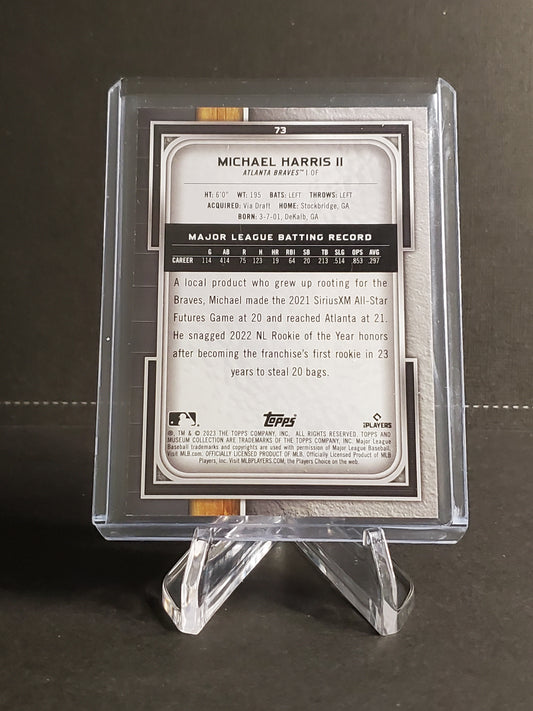 73
MICHAEL HARRIS II
ATLANTA BRAVES™ | OF
HT: 6'0" WT: 195 BATS: LEFT THROWS: LEFT
ACQUIRED: Via Draft HOME: Stockbridge, GA
BORN: 3-7-01, DeKalb, GA
MAJOR LEAGUE BATTING RECORD
G AB R H HR RBI SB TB SLG OPS AVG
CAREER 114 414 75 123 19 64 20 213 .514 .853 .297
A local product who grew up rooting for the
Braves, Michael made the 2021 SiriusXM All-Star
Futures Game at 20 and reached Atlanta at 21.
He snagged 2022 NL Rookie of the Year honors
after becoming the franchise's first rookie in 23
years to steal 20 bags.
Topps
PLAYERS
®, TM & © 2023 THE TOPPS COMPANY, INC. ALL RIGHTS RESERVED. TOPPS AND
MUSEUM COLLECTION ARE TRADEMARKS OF THE TOPPS COMPANY, INC. Major League
Baseball trademarks and copyrights are used with permission of Major League Baseball.
Visit MLB.com. OFFICIALLY LICENSED PRODUCT OF MLB, Officially Licensed Product of MLB
Players, Inc. Visit MLBPLAYERS.COM, the Players Choice on the web.